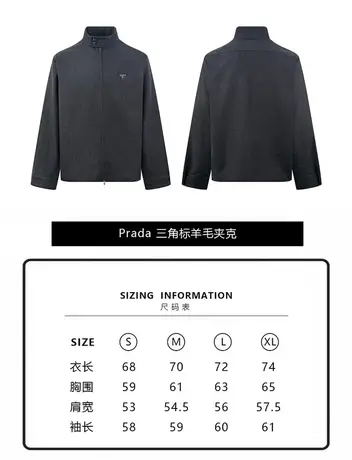 Prada 三角标羊毛夹克
SIZING INFORMATION
尺码表
SIZE S M L XL
衣长 68 70 72 74
胸围 59 61 63 65
肩宽 53 54.5 56 57.5
袖长 58 59 60 61